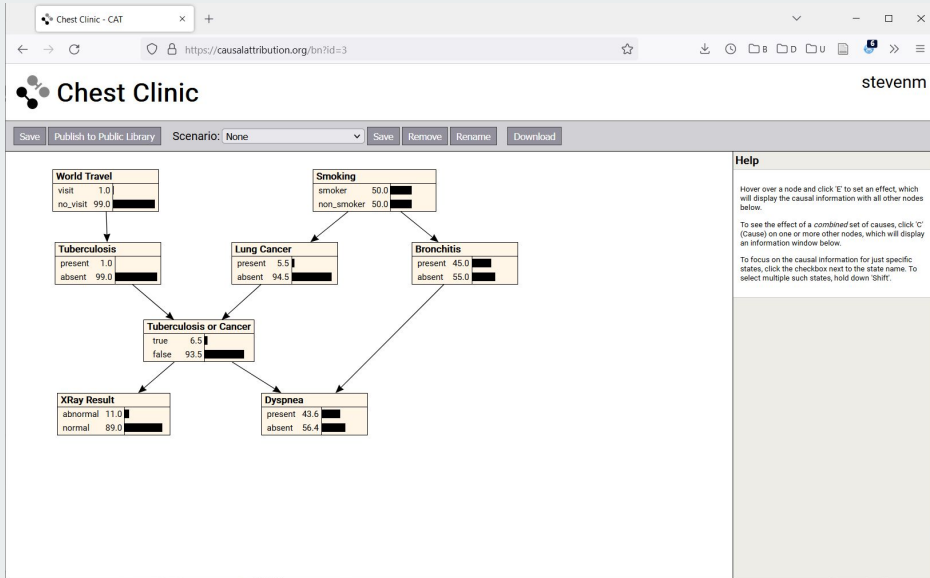 Chest Clinic - CAT
https://causalattribution.org/bn?id=3
B D U 6
Chest Clinic
stevenm
Save Publish to Public Library Scenario: None Save Remove Rename Download
World Travel
visit 1.0
no_visit 99.0
Smoking
smoker 50.0
non_smoker 50.0
Tuberculosis
present 1.0
absent 99.0
Lung Cancer
present 5.5
absent 94.5
Bronchitis
present 45.0
absent 55.0
Tuberculosis or Cancer
true 6.5
false 93.5
XRay Result
abnormal 11.0
normal 89.0
Dyspnea
present 43.6
absent 56.4
Help
Hover over a node and click 'E' to set an effect, which
will display the causal information with all other nodes
below.
To see the effect of a combined set of causes, click 'C'
(Cause) on one or more other nodes, which will display
an information window below.
To focus on the causal information for just specific
states, click the checkbox next to the state name. To
select multiple such states, hold down 'Shift'.